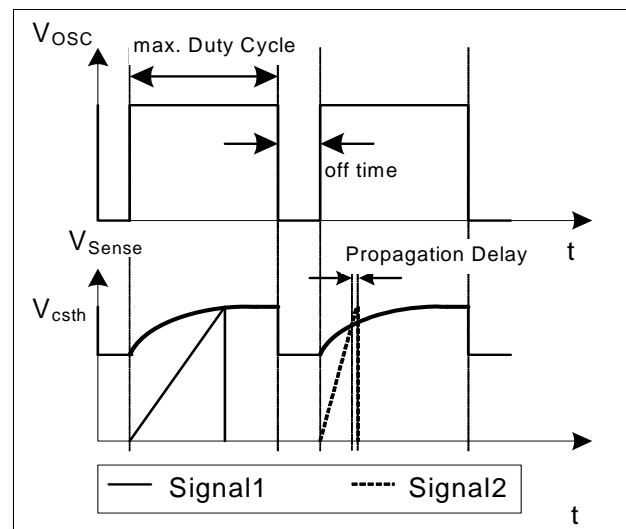 VOSC
max. Duty Cycle
off time
VSense
Propagation Delay
t
Vcsth
Signal1
Signal2
t